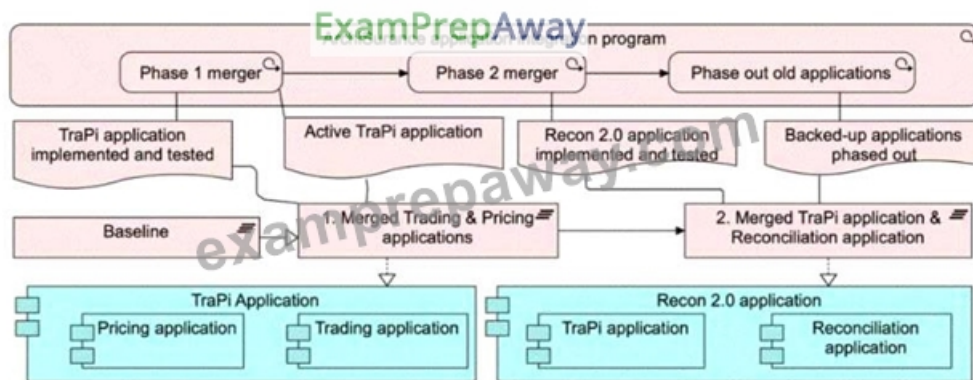 ExamPrepAway
ArchiSurance application integration program
Phase 1 merger
Phase 2 merger
Phase out old applications
TraPi application
implemented and tested
Active TraPi application
Recon 2.0 application
implemented and tested
Backed-up applications
phased out
examprepaway.com
Baseline
1. Merged Trading & Pricing
applications
2. Merged TraPi application &
Reconciliation application
TraPi Application
Pricing application
Trading application
Recon 2.0 application
TraPi application
Reconciliation
application